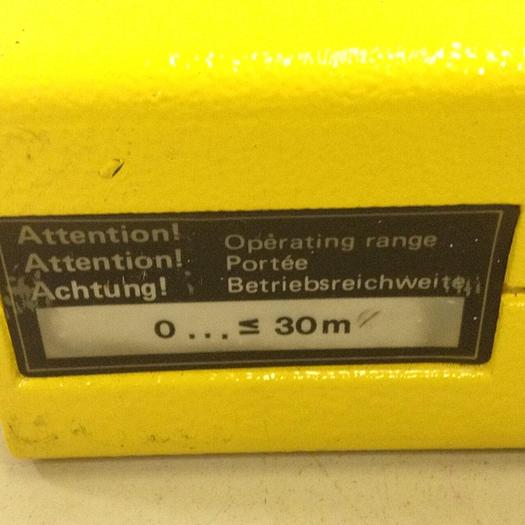 Attention! Operating range
Attention! Portée
Achtung! Betriebsreichweite
0 ... ≤ 30m